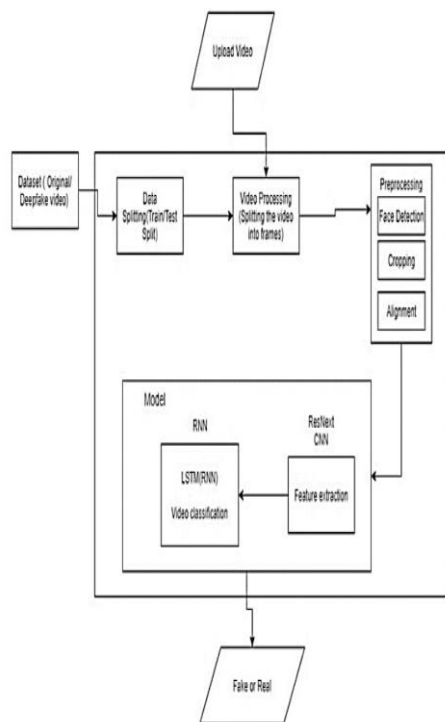 Upload Video
Dataset ( Original/
Deepfake video)
Data
Splitting(Train/Test
Split)
Video Processing
(Splitting the video
into frames)
Preprocessing
Face Detection
Cropping
Alignment
Model
RNN
LSTM(RNN)
Video classification
ResNext
CNN
Feature extraction
Fake or Real